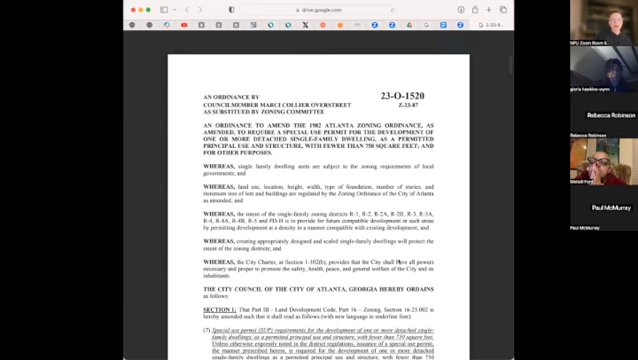 drive.google.com
AN ORDINANCE BY
23-O-1520
COUNCILMEMBER MARCI COLLIER OVERSTREET
Z-23-87
AS SUBSTITUTED BY ZONING COMMITTEE
AN ORDINANCE TO AMEND THE 1982 ATLANTA ZONING ORDINANCE, AS
AMENDED, TO REQUIRE A SPECIAL USE PERMIT FOR THE DEVELOPMENT OF
ONE OR MORE DETACHED SINGLE-FAMILY DWELLING, AS A PERMITTED
PRINCIPAL USE AND STRUCTURE, WITH FEWER THAN 750 SQUARE FEET; AND
FOR OTHER PURPOSES.
WHEREAS, single family dwelling units are subject to the zoning requirements of local
governments; and
WHEREAS, land use, location, height, width, type of foundation, number of stories, and
minimum size of lots and buildings are regulated by the Zoning Ordinance of the City of Atlanta
as amended; and
WHEREAS, the intent of the single-family zoning districts R-1, R-2, R-2A, R-2B, R-3, R-3A,
R-4, R-4A, R-4B, R-5 and PD-H is to provide for future compatible development in such areas
by permitting development at a density in a manner compatible with existing development, and
WHEREAS, creating appropriately designed and scaled single-family dwellings will protect the
intent of the zoning districts; and
WHEREAS, the City Charter, at Section 1-102(b), provides that the City shall have all powers
necessary and proper to promote the safety, health, peace, and general welfare of the City and its
inhabitants
THE CITY COUNCIL OF THE CITY OF ATLANTA, GEORGIA HEREBY ORDAINS
as follows:
SECTION 1: That Part III - Land Development Code, Part 16 - Zoning, Section 16-25.002 is
hereby amended such that it shall read as follows (with new language in underline font):
(7) Special use permit (SUP) requirements for the development of one or more detached single-
family dwellings, as a permitted principal use and structure, with fewer than 750 square feet.
Unless otherwise expressly noted in the district regulations, issuance of a special use permit,
the manner prescribed herein, is required for the development of one or more detached
single-family dwellings as a permitted principal use and structure, with fewer than 750
NPU Zoom Room 6
gloria hawkins-wynn
Rebecca Robinson
Rebecca Robinson
Melad Ford
Paul McMurray
Paul McMurray